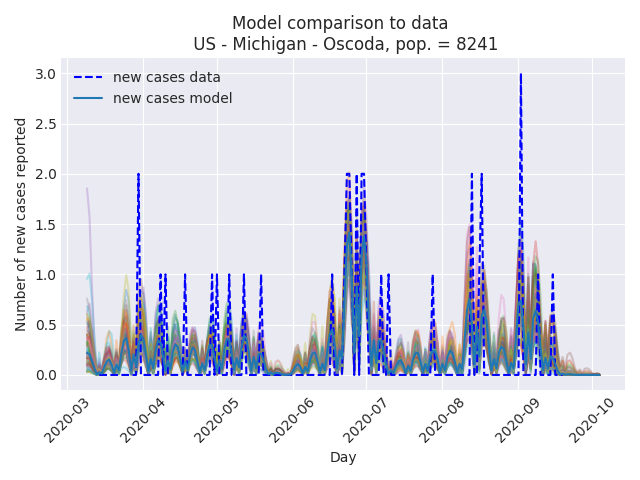 Model comparison to data
US - Michigan - Oscoda, pop. = 8241
new cases data
new cases model
Number of new cases reported
3.0
2.5
2.0
1.5
1.0
0.5
0.0
2020-03
2020-04
2020-05
2020-06
2020-07
2020-08
2020-09
2020-10
Day